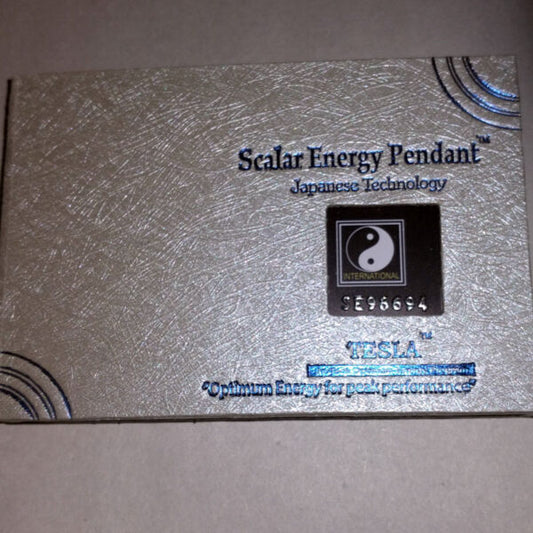 Scalar Energy Pendant™
Japanese Technology
INTERNATIONAL
SE96694
TESLA™
"Optimum Energy for peak performance"